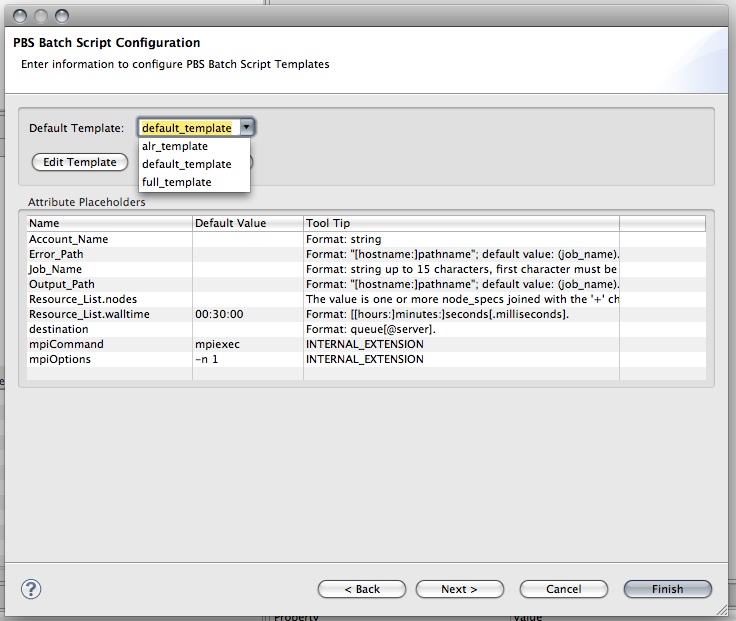 PBS Batch Script Configuration
Enter information to configure PBS Batch Script Templates
Default Template: default_template
alr_template
Edit Template default_template
full_template
Attribute Placeholders
Name Default Value Tool Tip
Account_Name Format: string
Error_Path Format: "[hostname:]pathname"; default value: (job_name).
Job_Name Format: string up to 15 characters, first character must be
Output_Path Format: "[hostname:]pathname"; default value: (job_name).
Resource_List.nodes The value is one or more node_specs joined with the '+' ch
Resource_List.walltime 00:30:00 Format: [[hours:]minutes:]seconds[.milliseconds].
destination Format: queue[@server].
mpiCommand mpiexec INTERNAL_EXTENSION
mpiOptions -n 1 INTERNAL_EXTENSION
? < Back Next > Cancel Finish
Property Value